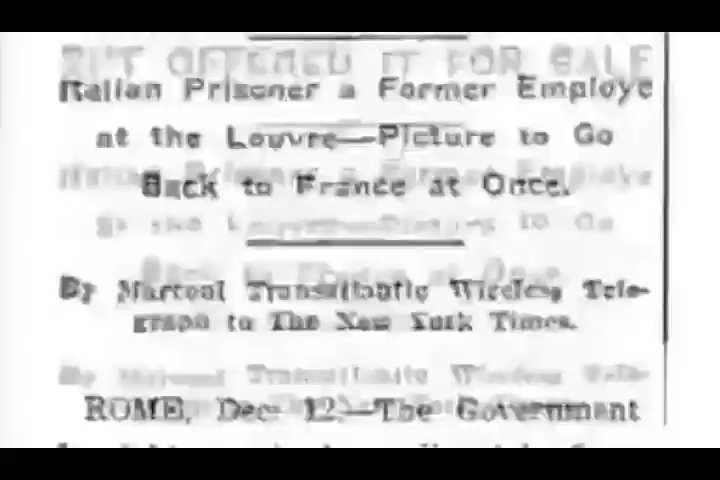 BUT OFFERED IT FOR SALE
Italian Prisoner a Former Employe
at the Louvre—Picture to Go
Back to France at Once.
By Marconi Transatlantic Wireless Tele-
graph to The New York Times.
ROME, Dec. 12.—The Government